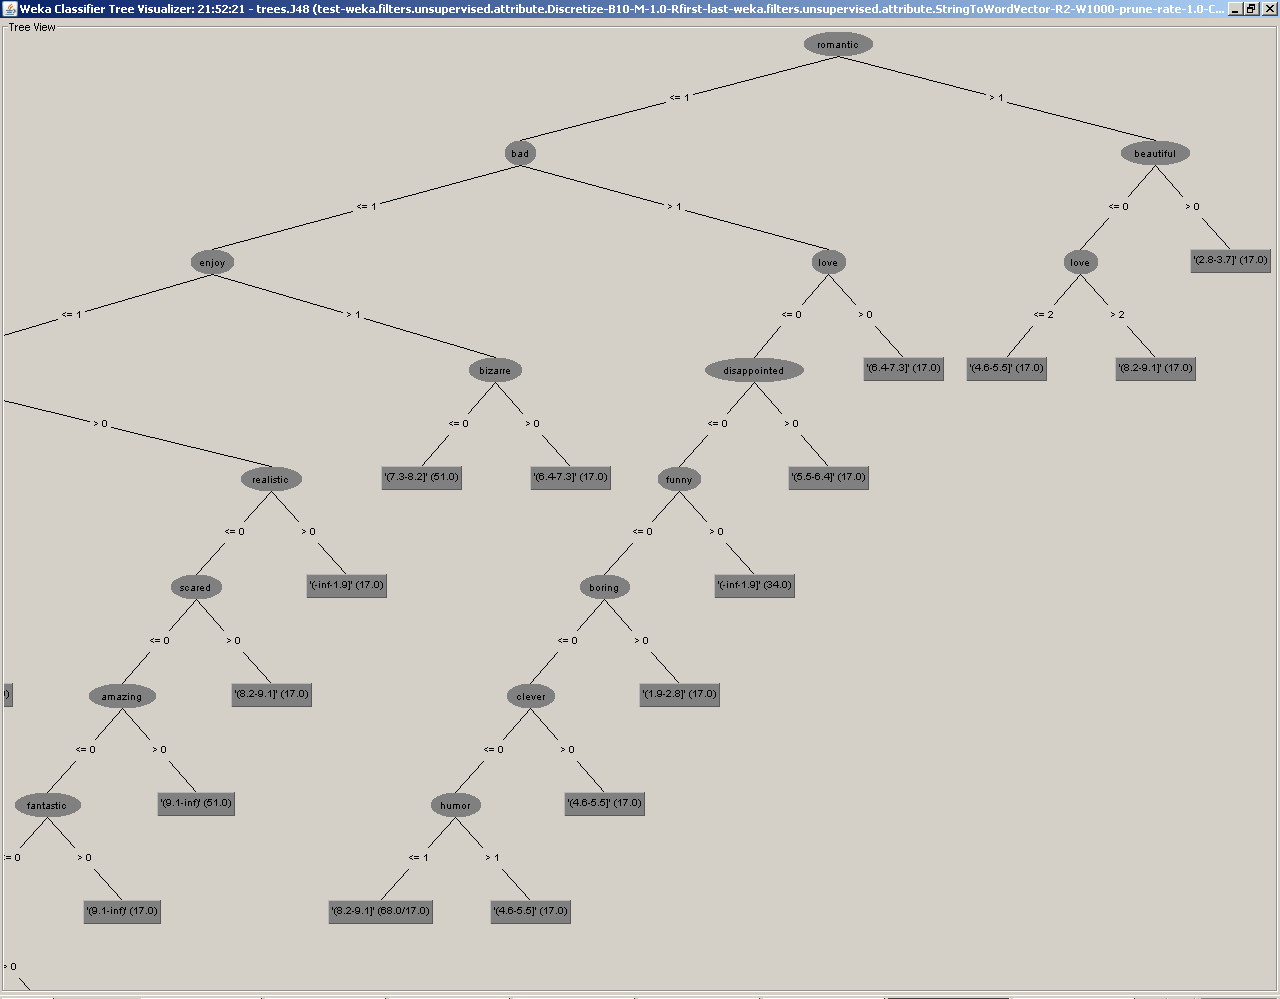 Weka Classifier Tree Visualizer: 21:52:21 - trees.J48 (test-weka.filters.unsupervised.attribute.Discretize-B10-M-1.0-Rfirst-last-weka.filters.unsupervised.attribute.StringToWordVector-R2-W1000-prune-rate-1.0-C...
Tree View
romantic
<= 1 > 1
bad beautiful
<= 1 > 1 <= 0 > 0
enjoy love love '(2.8-3.7]' (17.0)
<= 1 > 1 <= 0 > 0 <= 2 > 2
bizarre disappointed '(6.4-7.3]' (17.0) '(4.6-5.5]' (17.0) '(8.2-9.1]' (17.0)
> 0 <= 0 > 0 <= 0 > 0
realistic '(7.3-8.2]' (51.0) '(6.4-7.3]' (17.0) funny '(5.5-6.4]' (17.0)
<= 0 > 0 <= 0 > 0
scared '(-inf-1.9]' (17.0) boring '(-inf-1.9]' (34.0)
<= 0 > 0 <= 0 > 0
) amazing '(8.2-9.1]' (17.0) clever '(1.9-2.8]' (17.0)
<= 0 > 0 <= 0 > 0
fantastic '(9.1-inf)' (51.0) humor '(4.6-5.5]' (17.0)
= 0 > 0 <= 1 > 1
'(9.1-inf)' (17.0) '(8.2-9.1]' (68.0/17.0) '(4.6-5.5]' (17.0)
> 0